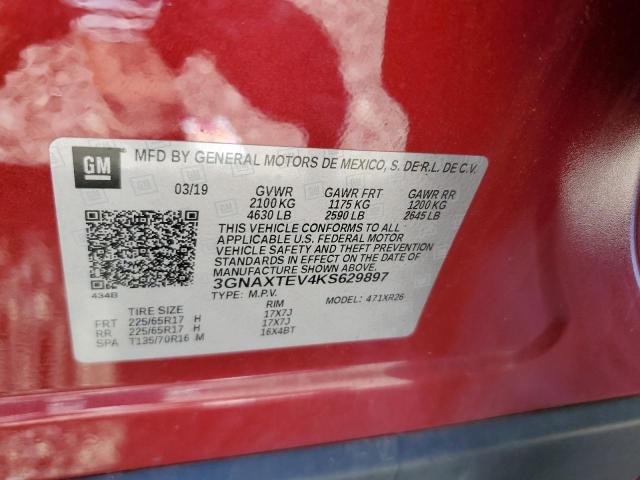 GM MFD BY GENERAL MOTORS DE MEXICO, S. DE R.L. DE C.V.
03/19 GVWR GAWR FRT GAWR RR
2100 KG 1175 KG 1200 KG
4630 LB 2590 LB 2645 LB
THIS VEHICLE CONFORMS TO ALL
APPLICABLE U.S. FEDERAL MOTOR
VEHICLE SAFETY AND THEFT PREVENTION
STANDARDS IN EFFECT ON THE DATE OF
MANUFACTURE SHOWN ABOVE.
3GNAXTEV4KS629897
434B
TYPE: M.P.V. MODEL: 471XR26
TIRE SIZE RIM
FRT 225/65R17 H 17X7J
RR 225/65R17 H 17X7J
SPA T135/70R16 M 16X4BT